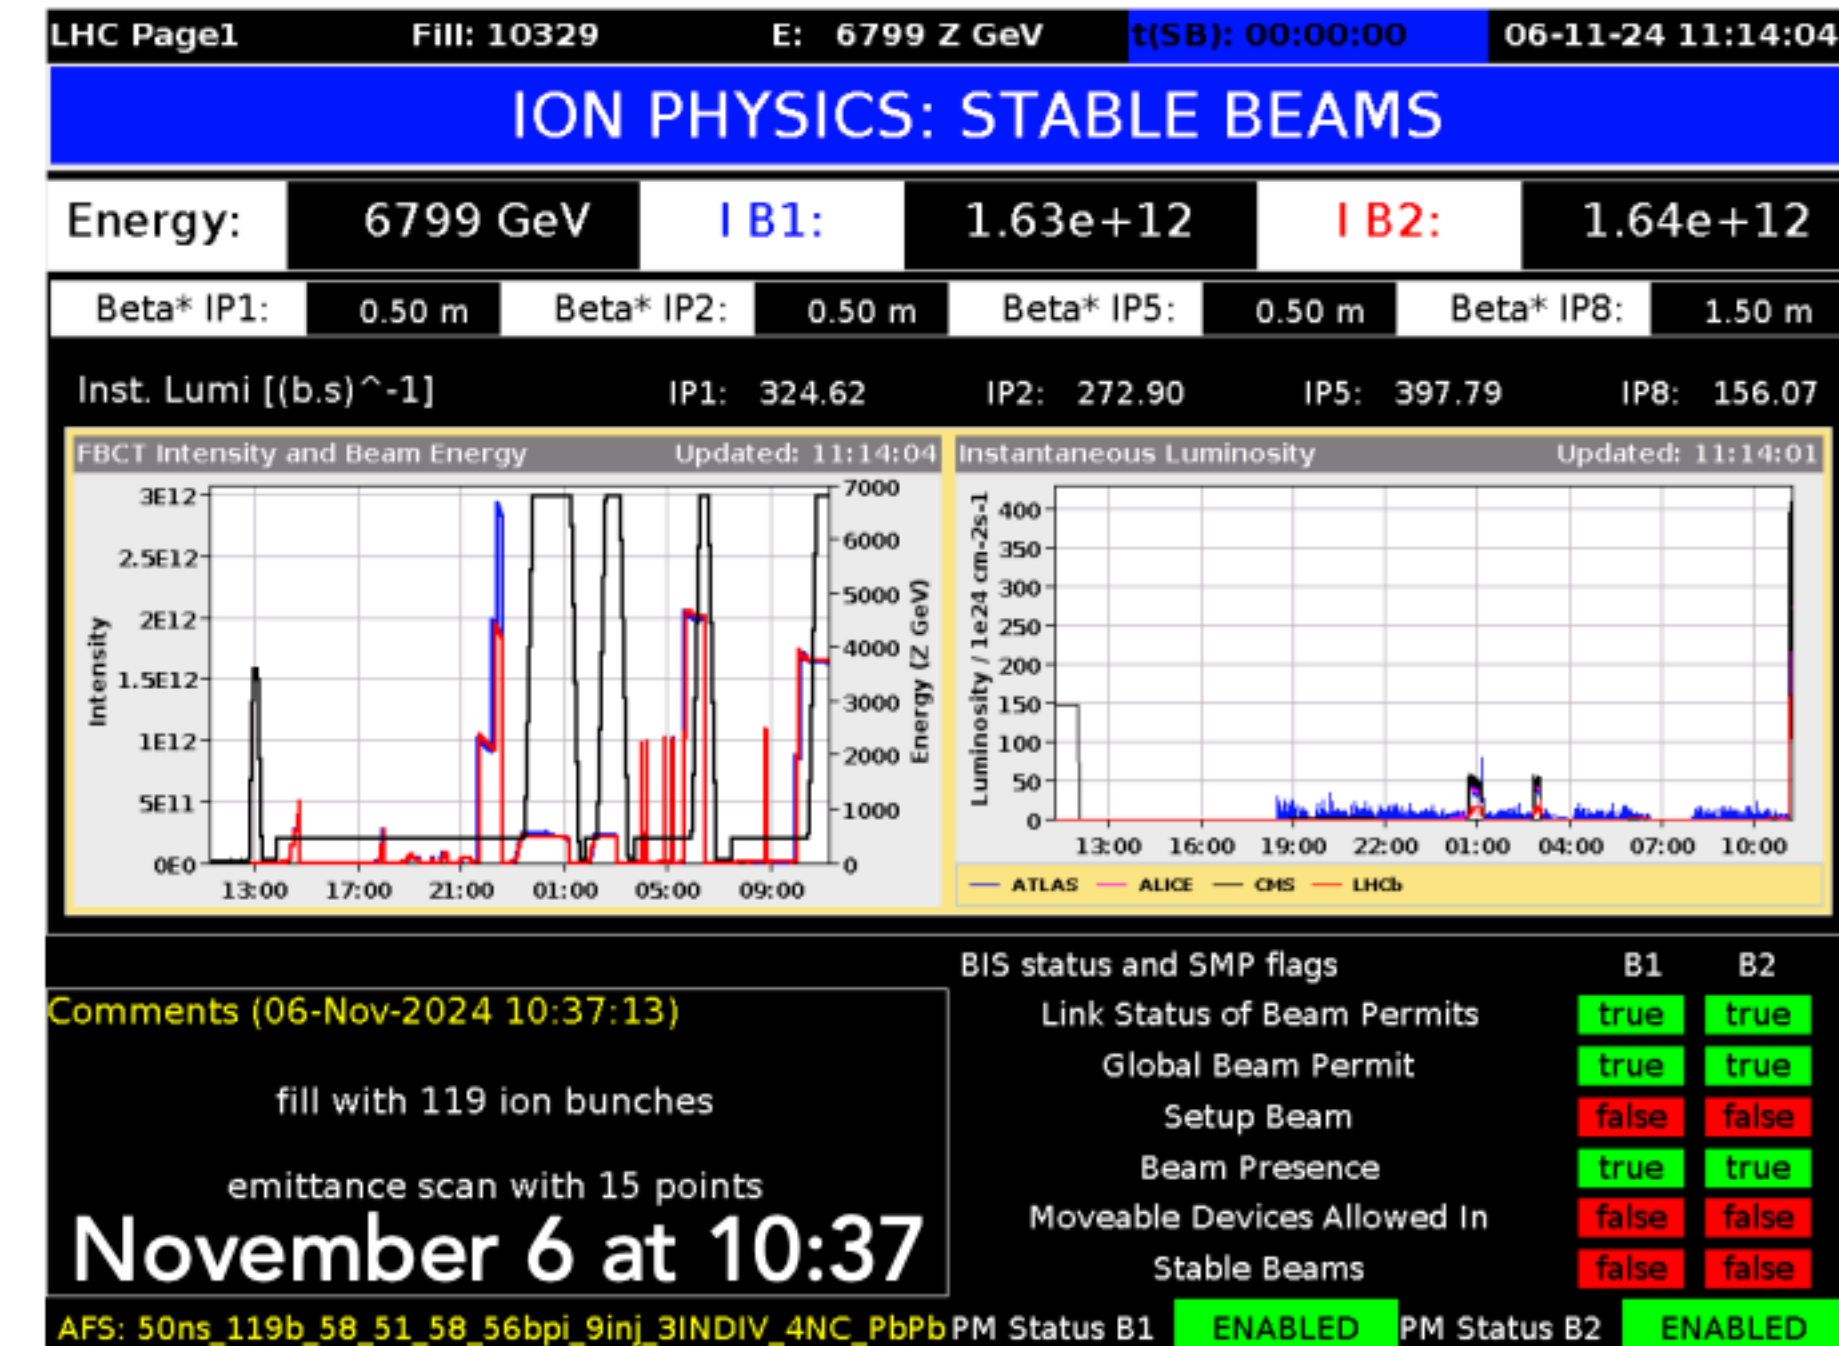 LHC Page1 Fill: 10329 E: 6799 Z GeV t(SB): 00:00:00 06-11-24 11:14:04
ION PHYSICS: STABLE BEAMS
Energy: 6799 GeV I B1: 1.63e+12 I B2: 1.64e+12
Beta* IP1: 0.50 m Beta* IP2: 0.50 m Beta* IP5: 0.50 m Beta* IP8: 1.50 m
Inst. Lumi [(b.s)^-1] IP1: 324.62 IP2: 272.90 IP5: 397.79 IP8: 156.07
FBCT Intensity and Beam Energy Updated: 11:14:04
Intensity
3E12
2.5E12
2E12
1.5E12
1E12
5E11
0E0
7000
6000
5000
4000
3000
2000
1000
0
Energy (Z GeV)
13:00 17:00 21:00 01:00 05:00 09:00
Instantaneous Luminosity Updated: 11:14:01
Luminosity / 1e24 cm-2s-1
400
350
300
250
200
150
100
50
0
13:00 16:00 19:00 22:00 01:00 04:00 07:00 10:00
ATLAS ALICE CMS LHCb
Comments (06-Nov-2024 10:37:13)
fill with 119 ion bunches
emittance scan with 15 points
November 6 at 10:37
BIS status and SMP flags B1 B2
Link Status of Beam Permits true true
Global Beam Permit true true
Setup Beam false false
Beam Presence true true
Moveable Devices Allowed In false false
Stable Beams false false
AFS: 50ns_119b_58_51_58_56bpi_9inj_3INDIV_4NC_PbPb PM Status B1 ENABLED PM Status B2 ENABLED